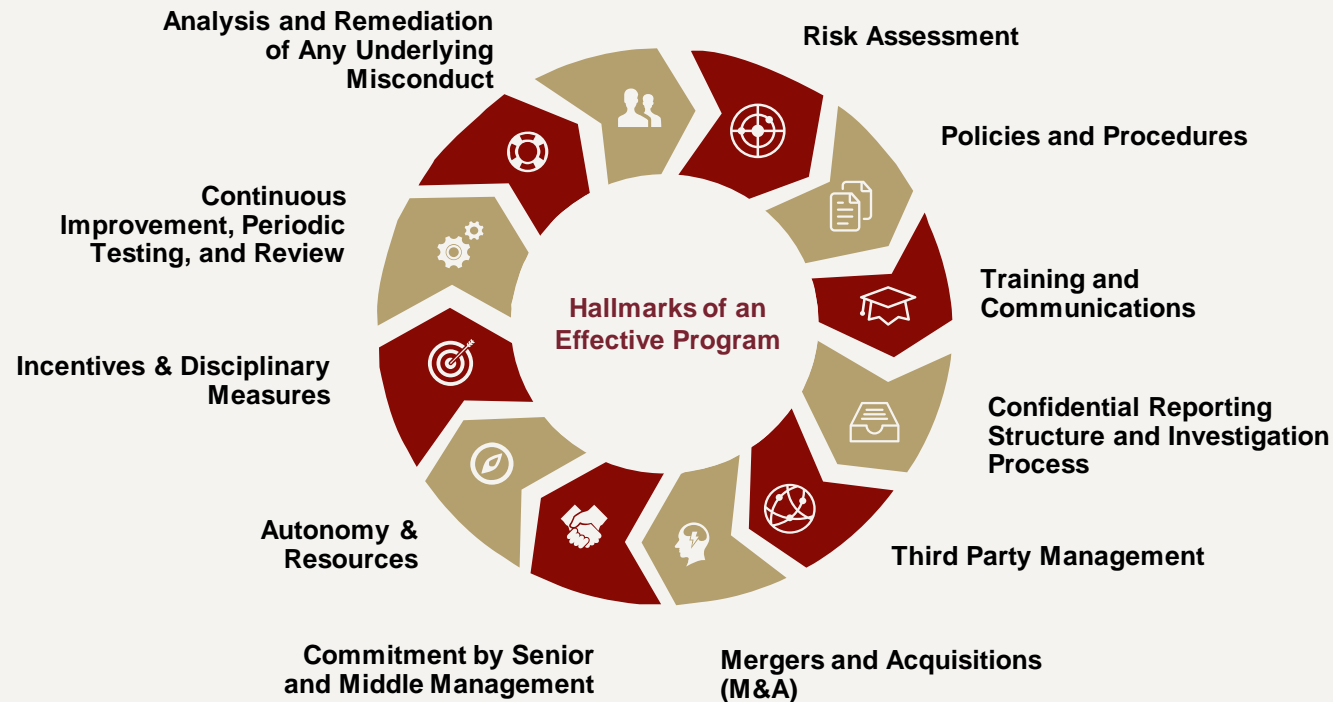 Analysis and Remediation
of Any Underlying
Misconduct
Risk Assessment
Policies and Procedures
Training and
Communications
Confidential Reporting
Structure and Investigation
Process
Third Party Management
Mergers and Acquisitions
(M&A)
Commitment by Senior
and Middle Management
Autonomy &
Resources
Incentives & Disciplinary
Measures
Continuous
Improvement, Periodic
Testing, and Review
Hallmarks of an
Effective Program